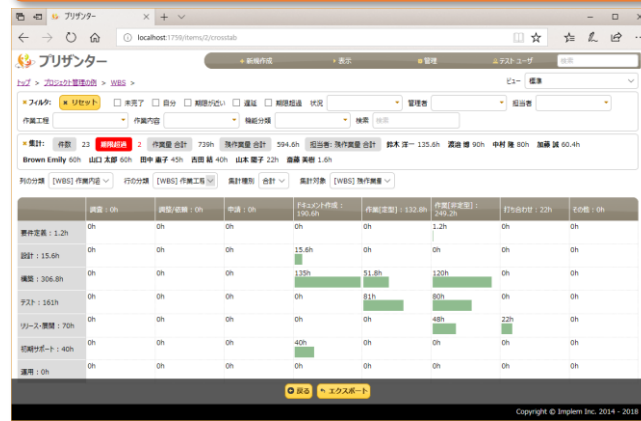 プリザンター
localhost:1759/items/2/crosstab
プリザンター
新規作成 表示 管理 テストユーザ 検索
トップ > プロジェクト管理の例 > WBS > ビュー 標準
フィルタ: リセット 未完了 自分 期限が近い 遅延 期限超過 状況 管理者 担当者
作業工程 作業内容 機能分類 検索 検索
集計: 件数 23 期限超過 2 作業量 合計 739h 残作業量 合計 594.6h 担当者: 残作業量 合計 鈴木 洋一 135.6h 渡邉 博 90h 中村 隆 80h 加藤 誠 60.4h
Brown Emily 60h 山口 太郎 60h 田中 直子 45h 吉田 結 40h 山本 陽子 22h 斎藤 美樹 1.6h
列の分類 [WBS] 作業内容 行の分類 [WBS] 作業工程 集計種別 合計 集計対象 [WBS] 残作業量
調査 : 0h 調整/依頼 : 0h 申請 : 0h ドキュメント作成 : 190.6h 作業[定型] : 132.8h 作業[非定型] : 249.2h 打ち合わせ : 22h その他 : 0h
要件定義 : 1.2h 0h 0h 0h 0h 0h 1.2h 0h 0h
設計 : 15.6h 0h 0h 0h 15.6h 0h 0h 0h 0h
構築 : 306.8h 0h 0h 0h 135h 51.8h 120h 0h 0h
テスト : 161h 0h 0h 0h 0h 81h 80h 0h 0h
リリース・展開 : 70h 0h 0h 0h 0h 0h 48h 22h 0h
初期サポート : 40h 0h 0h 0h 40h 0h 0h 0h 0h
運用 : 0h 0h 0h 0h 0h 0h 0h 0h 0h
戻る エクスポート
Copyright © Implem Inc. 2014 - 2018